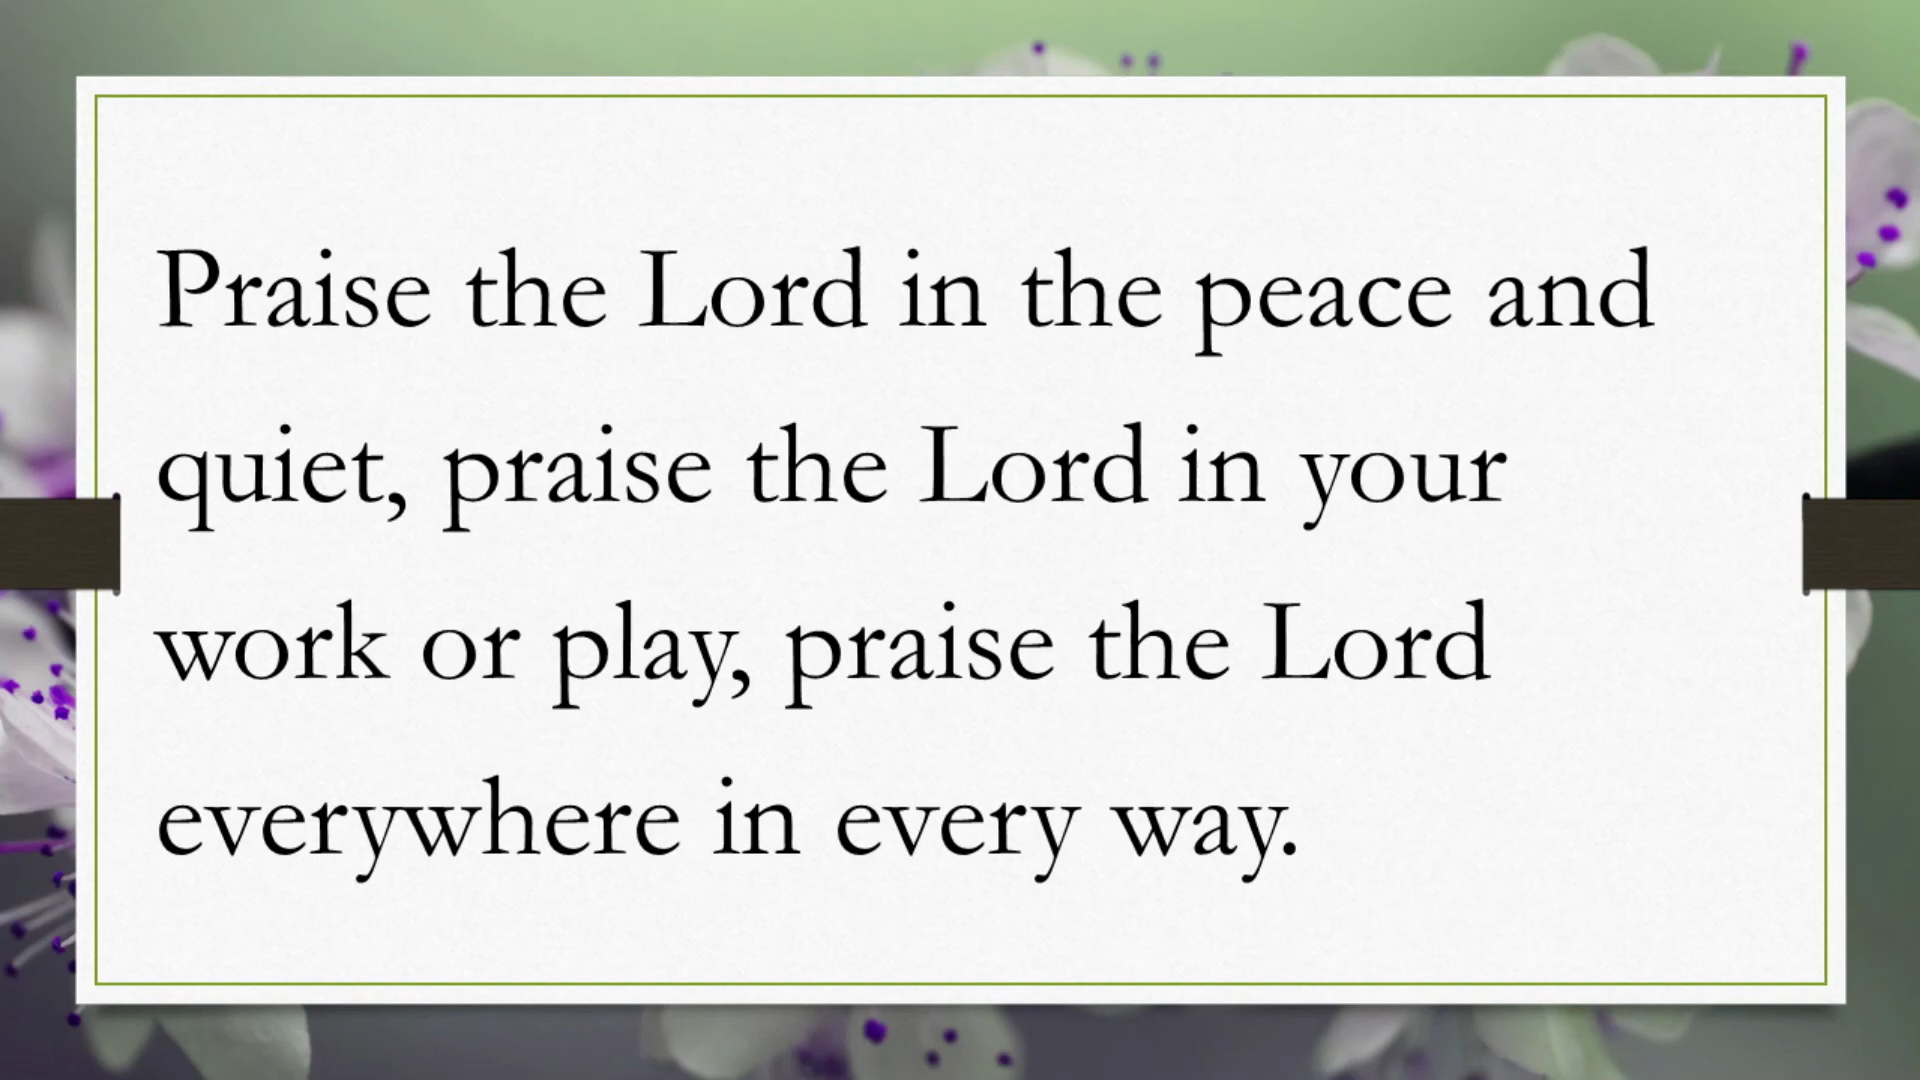 Praise the Lord in the peace and
quiet, praise the Lord in your
work or play, praise the Lord
everywhere in every way.